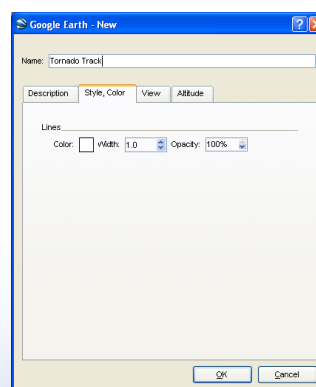 Google Earth - New
Name: Tornado Track
Description Style, Color View Altitude
Lines
Color: Width: 1.0 Opacity: 100%
OK Cancel